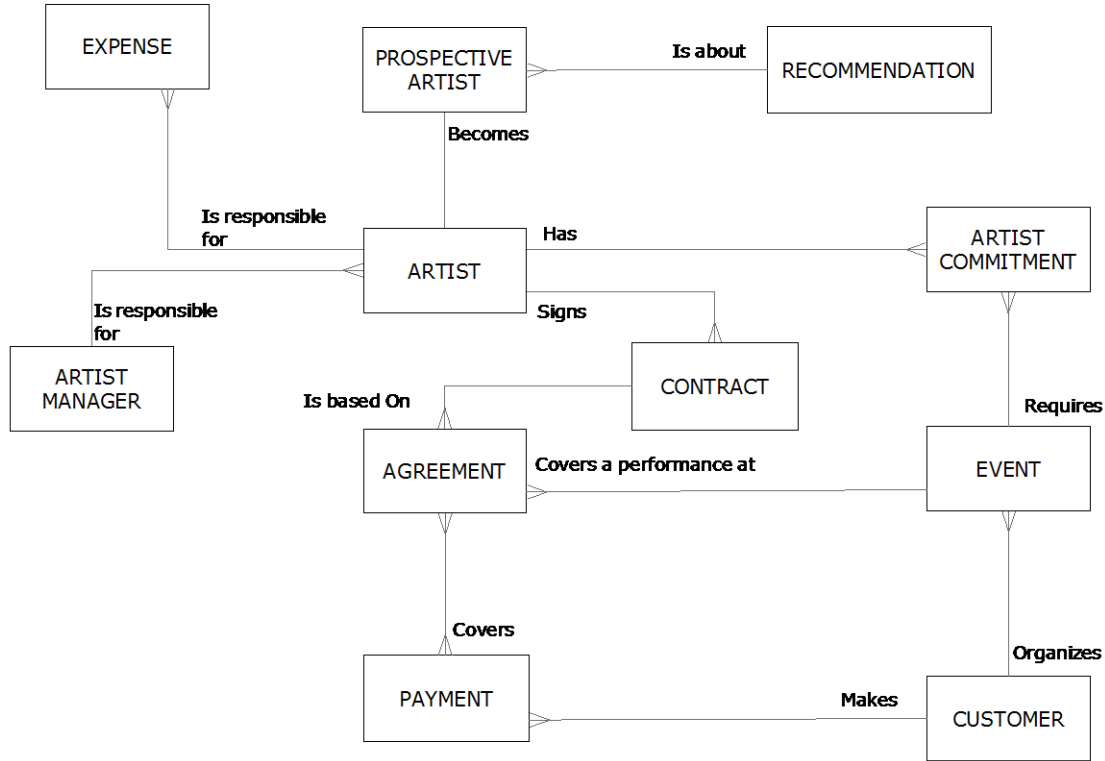 EXPENSE
PROSPECTIVE
ARTIST
Is about
RECOMMENDATION
Becomes
Is responsible
for
ARTIST
Has
ARTIST
COMMITMENT
Signs
Is responsible
for
ARTIST
MANAGER
CONTRACT
Is based On
Requires
AGREEMENT
Covers a performance at
EVENT
Covers
Organizes
PAYMENT
Makes
CUSTOMER